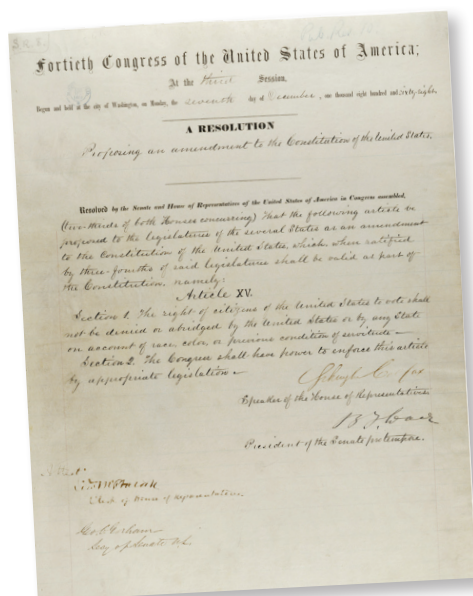 Fortieth Congress of the United States of America;
At the third Session,
Begun and held at the city of Washington, on Monday, the seventh day of December, one thousand eight hundred and sixty-eight.
A RESOLUTION
Proposing an amendment to the Constitution of the United States.
Resolved by the Senate and House of Representatives of the United States of America in Congress assembled,
(two-thirds of both Houses concurring) That the following article be
proposed to the legislatures of the several States as an amendment
to the Constitution of the United States, which, when ratified
by three-fourths of said legislatures shall be valid as part of
the Constitution, namely:
Article XV.
Section 1. The right of citizens of the United States to vote shall
not be denied or abridged by the United States or by any State
on account of race, color, or previous condition of servitude—
Section 2. The Congress shall have power to enforce this article
by appropriate legislation—
Schuyler Colfax
Speaker of the House of Representatives
President of the Senate pro tempore.
Attest:
Clerk of House of Representatives.
Geo. C. Gorham
Secy of Senate U.S.